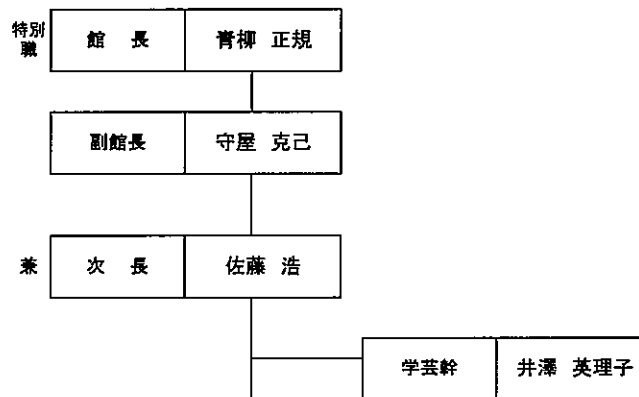 特別
職
館 長 青柳 正規
副館長 守屋 克己
兼 次 長 佐藤 浩
学芸幹 井澤 英理子